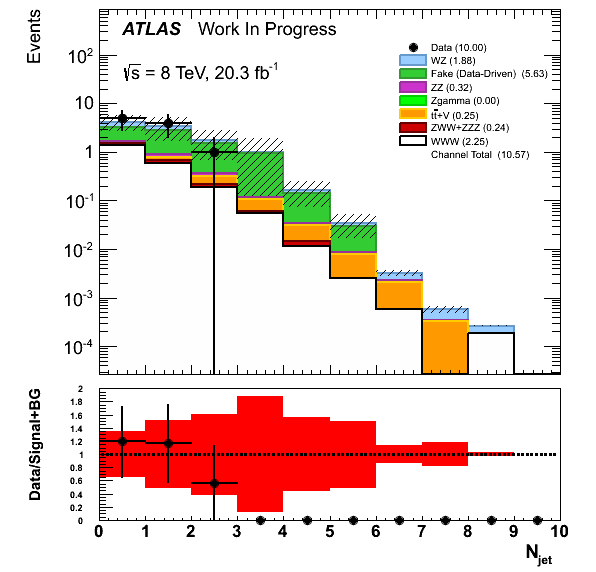 Events
ATLAS Work In Progress
√s = 8 TeV, 20.3 fb⁻¹
Data (10.00)
WZ (1.88)
Fake (Data-Driven) (5.63)
ZZ (0.32)
Zgamma (0.00)
tt̄+V (0.25)
ZWW+ZZZ (0.24)
WWW (2.25)
Channel Total (10.57)
10²
10
1
10⁻¹
10⁻²
10⁻³
10⁻⁴
Data/Signal+BG
2
1.8
1.6
1.4
1.2
1
0.8
0.6
0.4
0.2
0
0 1 2 3 4 5 6 7 8 9 10
N_jet